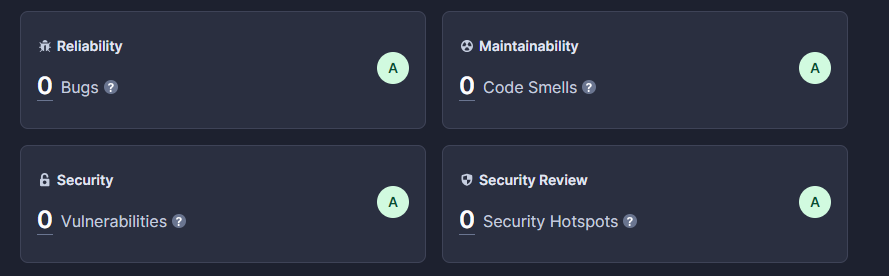 Reliability
0 Bugs ?
A
Maintainability
0 Code Smells ?
A
Security
0 Vulnerabilities ?
A
Security Review
0 Security Hotspots ?
A